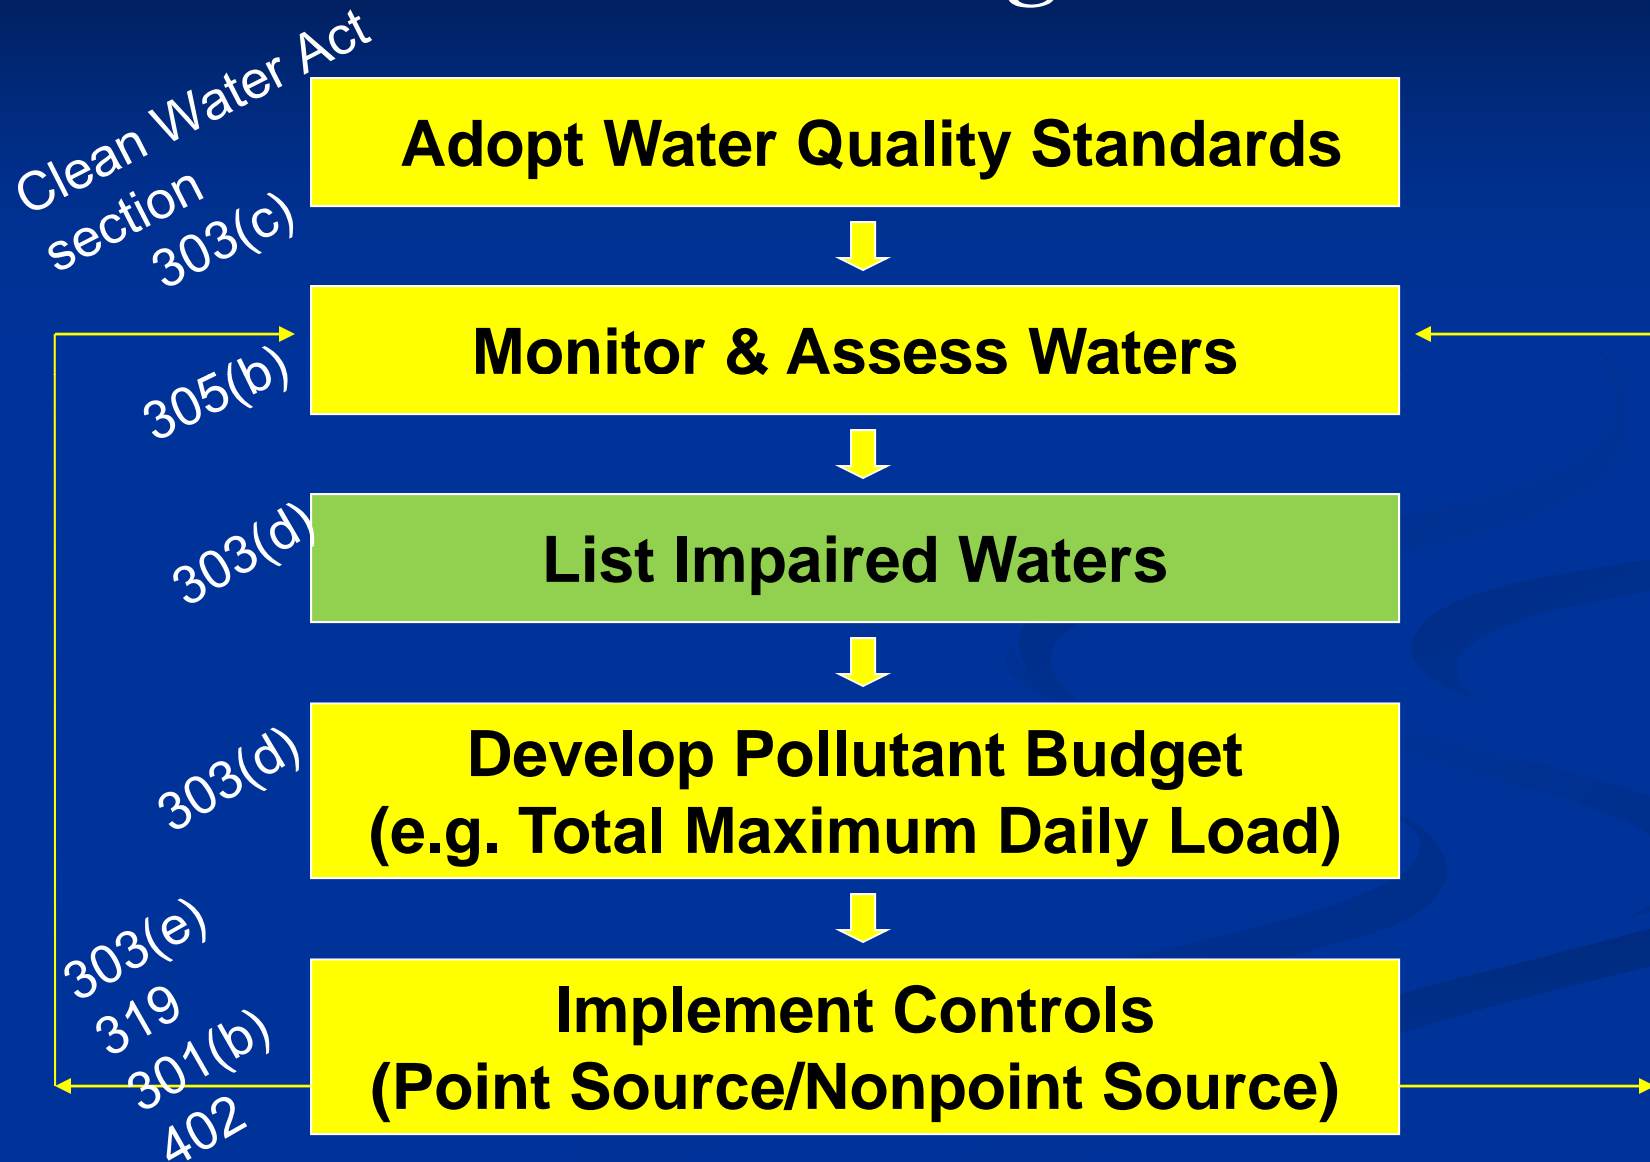 Clean Water Act
section
303(c)
Adopt Water Quality Standards
305(b)
Monitor & Assess Waters
303(d)
List Impaired Waters
303(d)
Develop Pollutant Budget
(e.g. Total Maximum Daily Load)
303(e)
319
301(b)
402
Implement Controls
(Point Source/Nonpoint Source)